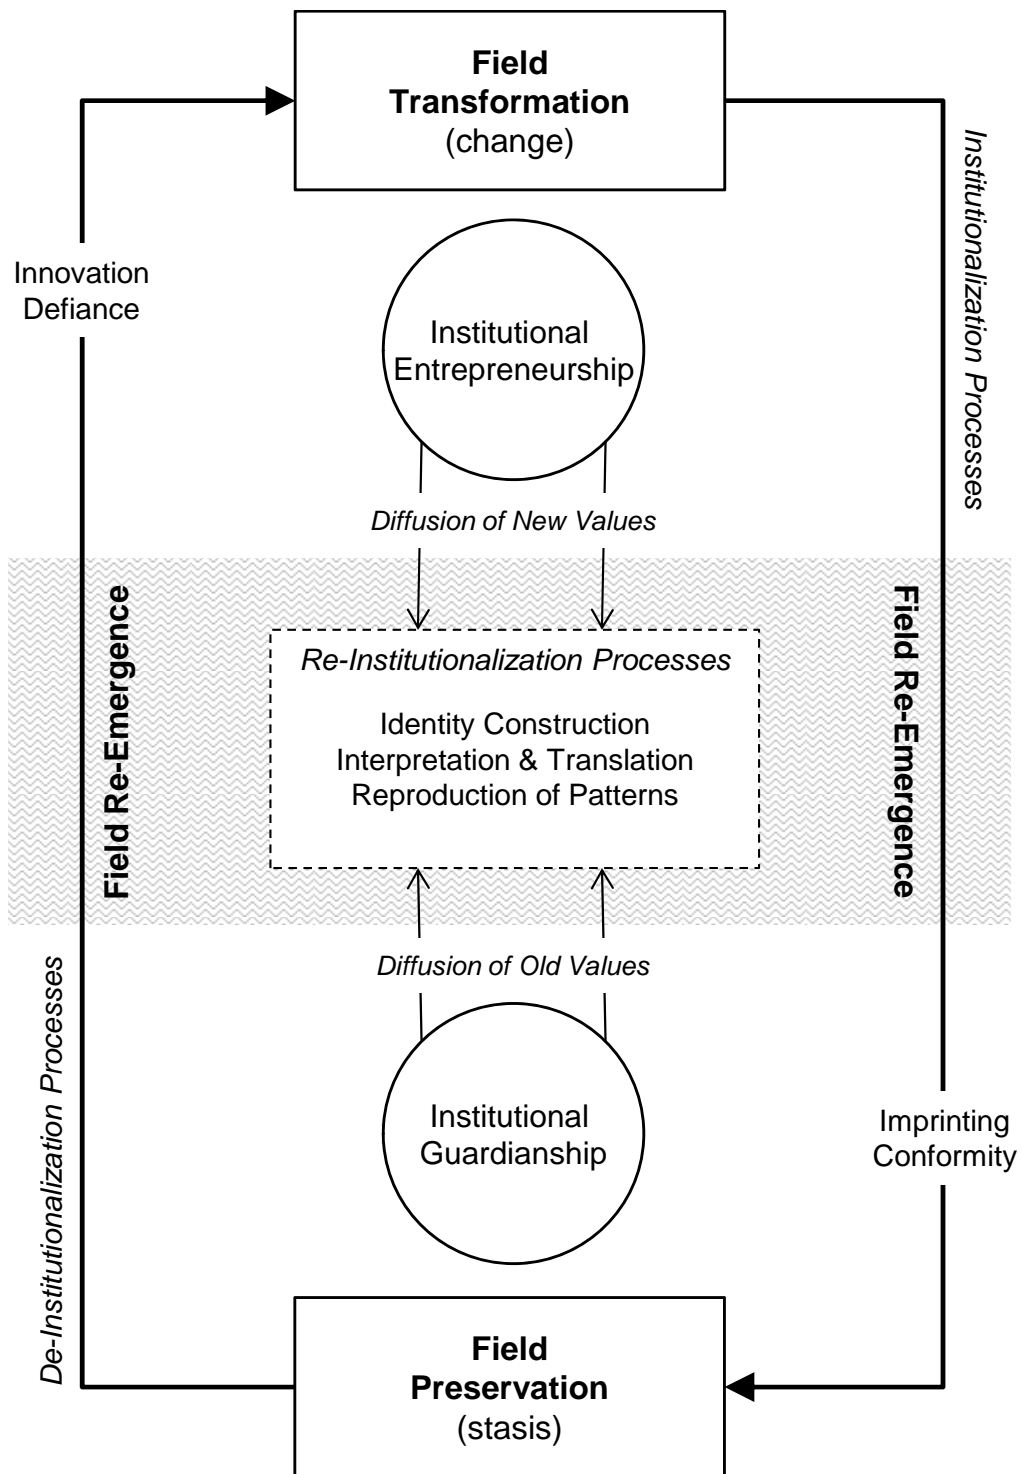 Field
Transformation
(change)
Institutionalization Processes
Innovation
Defiance
Institutional
Entrepreneurship
Diffusion of New Values
Field Re-Emergence
Field Re-Emergence
Re-Institutionalization Processes
Identity Construction
Interpretation & Translation
Reproduction of Patterns
Diffusion of Old Values
De-Institutionalization Processes
Institutional
Guardianship
Imprinting
Conformity
Field
Preservation
(stasis)